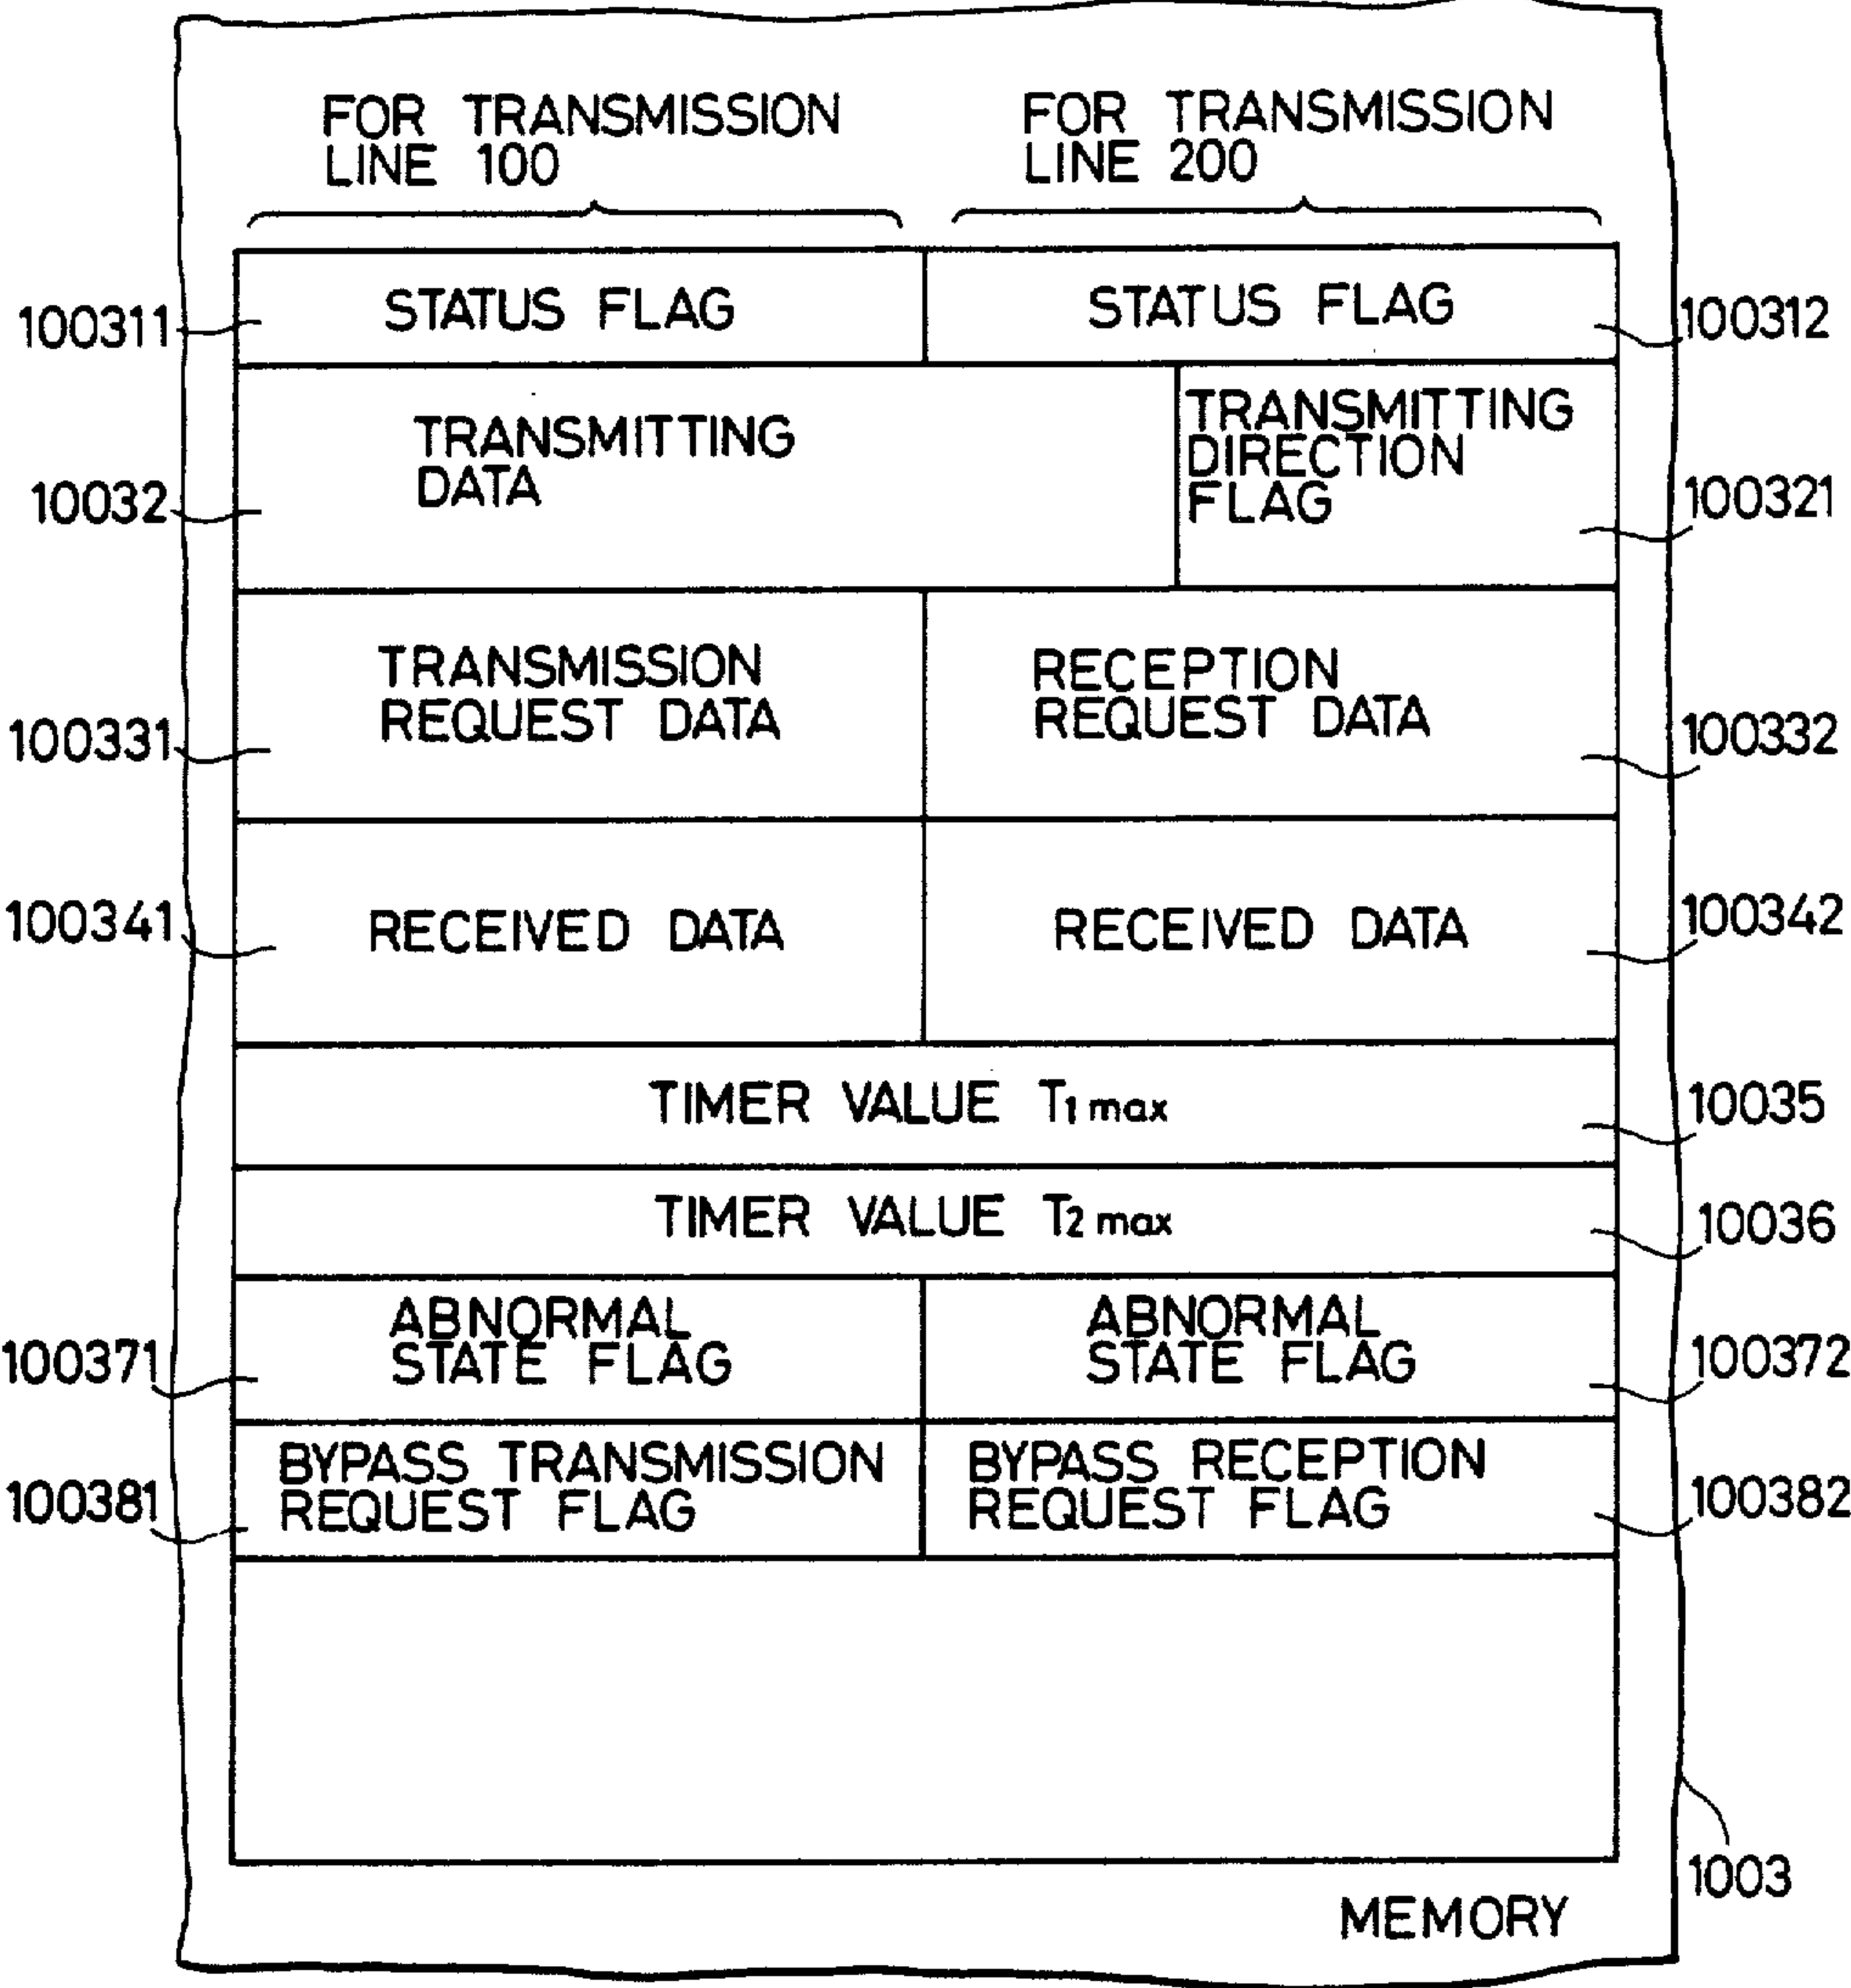 FOR TRANSMISSION
LINE 100
FOR TRANSMISSION
LINE 200
100311
STATUS FLAG
STATUS FLAG
100312
10032
TRANSMITTING
DATA
TRANSMITTING
DIRECTION
FLAG
100321
100331
TRANSMISSION
REQUEST DATA
RECEPTION
REQUEST DATA
100332
100341
RECEIVED DATA
RECEIVED DATA
100342
TIMER VALUE T1 max
10035
TIMER VALUE T2 max
10036
100371
ABNORMAL
STATE FLAG
ABNORMAL
STATE FLAG
100372
100381
BYPASS TRANSMISSION
REQUEST FLAG
BYPASS RECEPTION
REQUEST FLAG
100382
1003
MEMORY